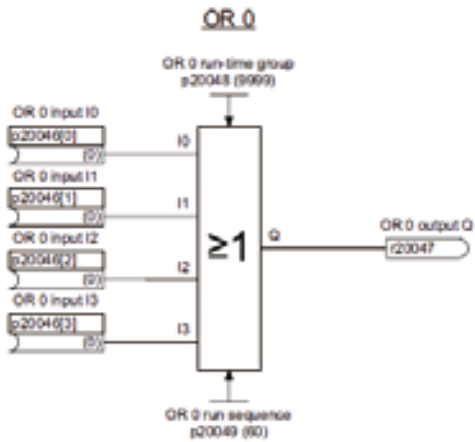 OR 0
OR 0 run-time group
p20048 (9999)
OR 0 input I0
p20046[0]
(0)
I0
OR 0 input I1
p20046[1]
(0)
I1
OR 0 input I2
p20046[2]
(0)
I2
OR 0 input I3
p20046[3]
(0)
I3
≥1
Q
OR 0 output Q
r20047
OR 0 run sequence
p20049 (60)